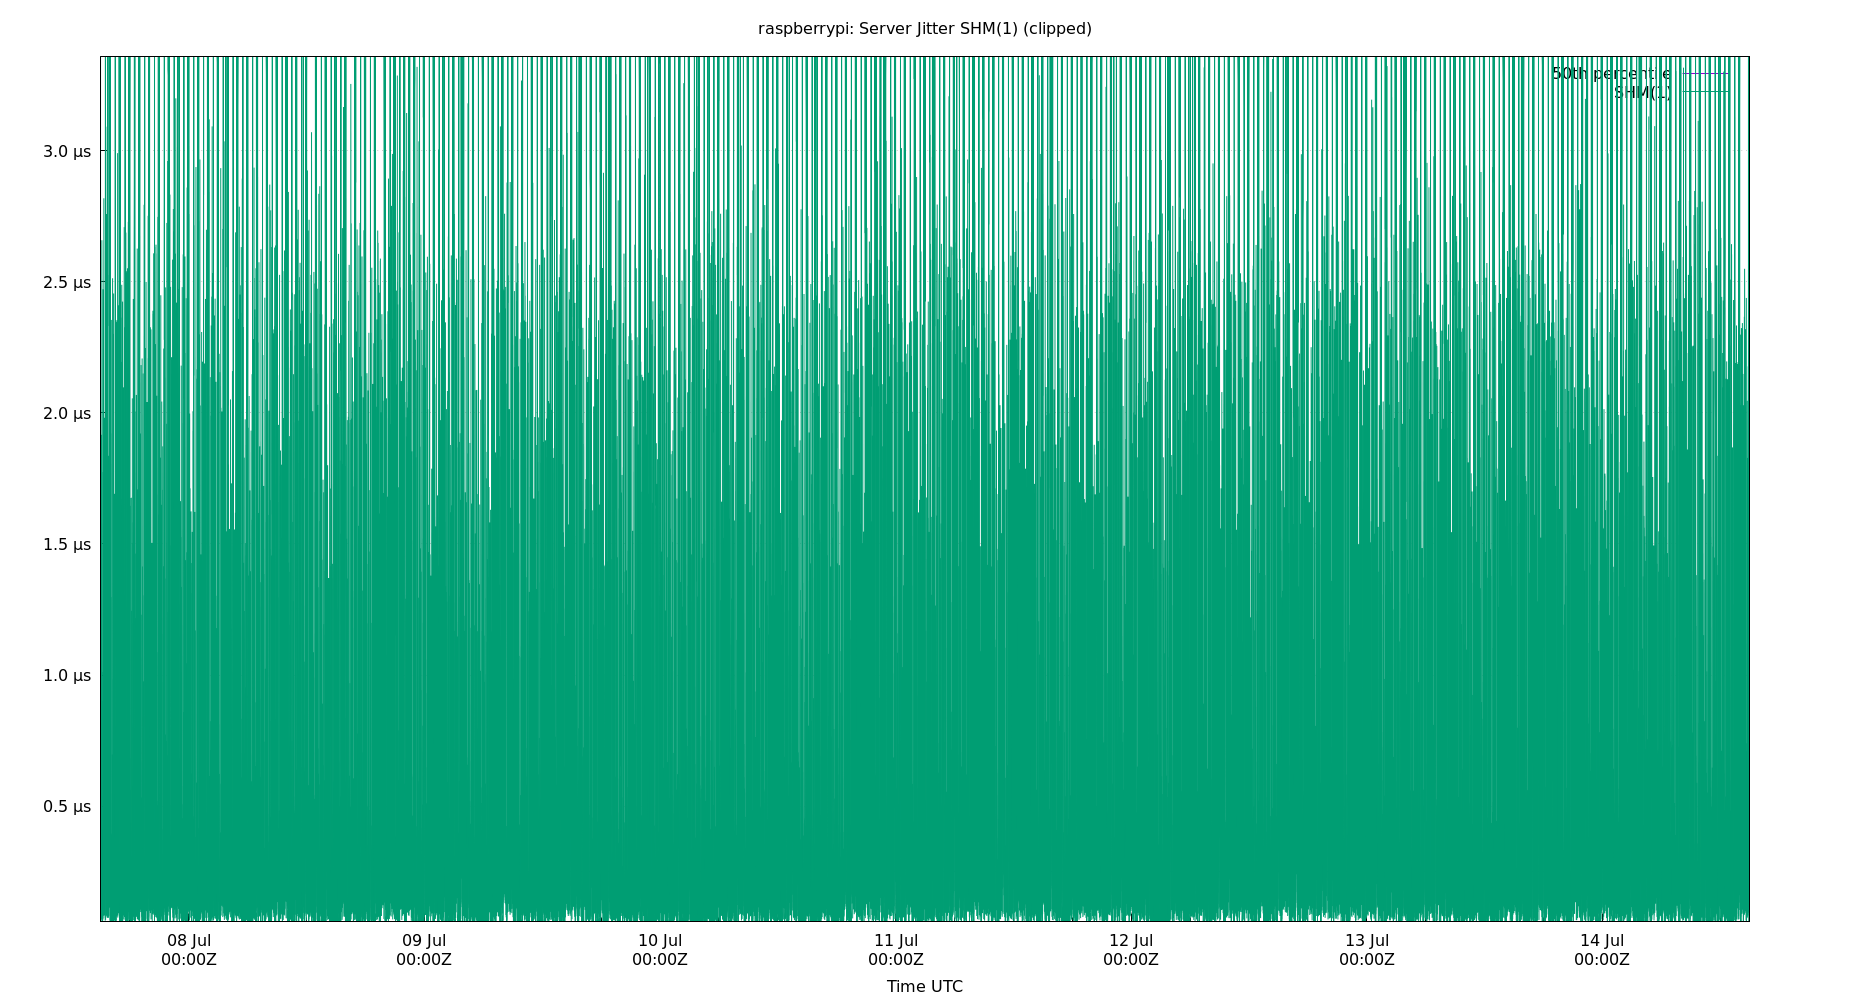 raspberrypi: Server Jitter SHM(1) (clipped)
50th percentile
SHM(1)
3.0 μs
2.5 μs
2.0 μs
1.5 μs
1.0 μs
0.5 μs
08 Jul 09 Jul 10 Jul 11 Jul 12 Jul 13 Jul 14 Jul
00:00Z 00:00Z 00:00Z 00:00Z 00:00Z 00:00Z 00:00Z
Time UTC